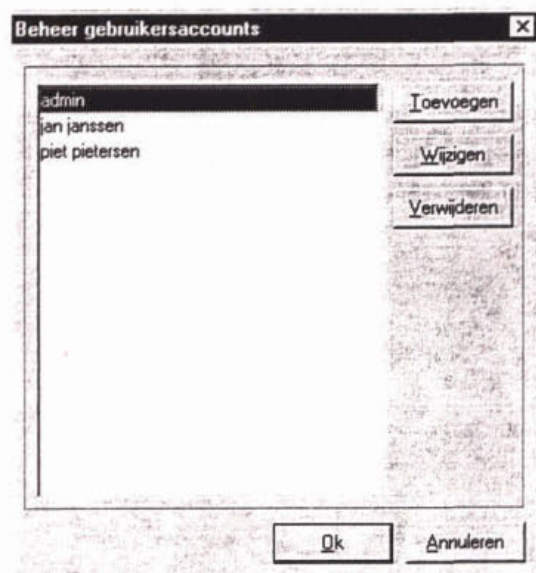 Beheer gebruikersaccounts
admin
jan janssen
piet pietersen
Toevoegen
Wijzigen
Verwijderen
Ok
Annuleren